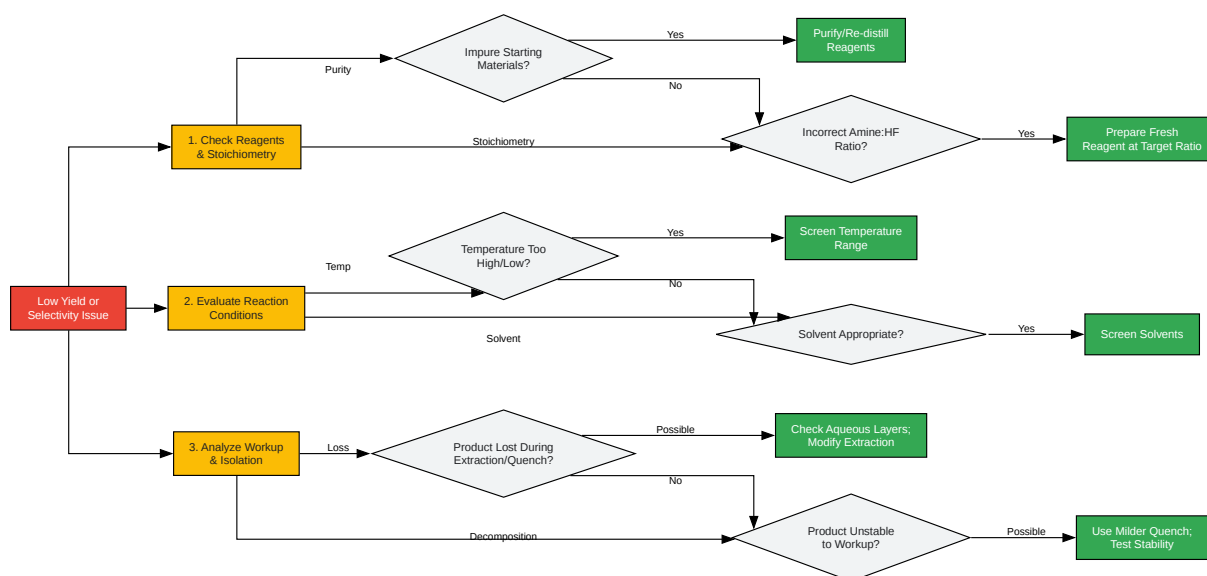 Impure Starting
Materials?
Yes
Purify/Re-distill
Reagents
Purity
No
1. Check Reagents
& Stoichiometry
Stoichiometry
Incorrect Amine:HF
Ratio?
Yes
Prepare Fresh
Reagent at Target Ratio
Temperature Too
High/Low?
Yes
Screen Temperature
Range
Temp
No
Low Yield or
Selectivity Issue
2. Evaluate Reaction
Conditions
Solvent
Solvent Appropriate?
Yes
Screen Solvents
3. Analyze Workup
& Isolation
Loss
Product Lost During
Extraction/Quench?
Possible
Check Aqueous Layers;
Modify Extraction
No
Decomposition
Product Unstable
to Workup?
Possible
Use Milder Quench;
Test Stability